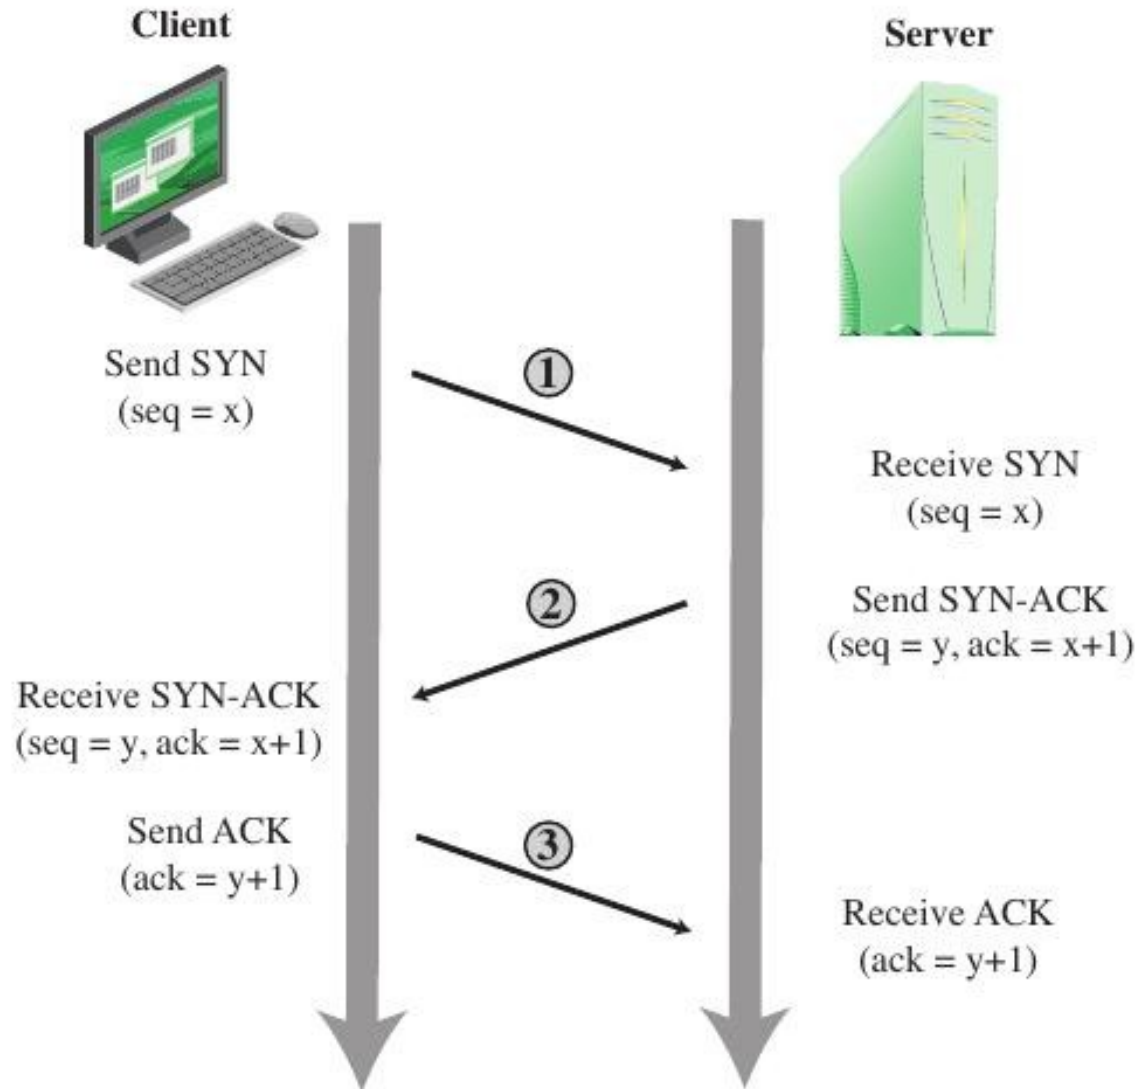 Client
Server
Send SYN
(seq = x)
1
Receive SYN
(seq = x)
Send SYN-ACK
(seq = y, ack = x+1)
2
Receive SYN-ACK
(seq = y, ack = x+1)
Send ACK
(ack = y+1)
3
Receive ACK
(ack = y+1)